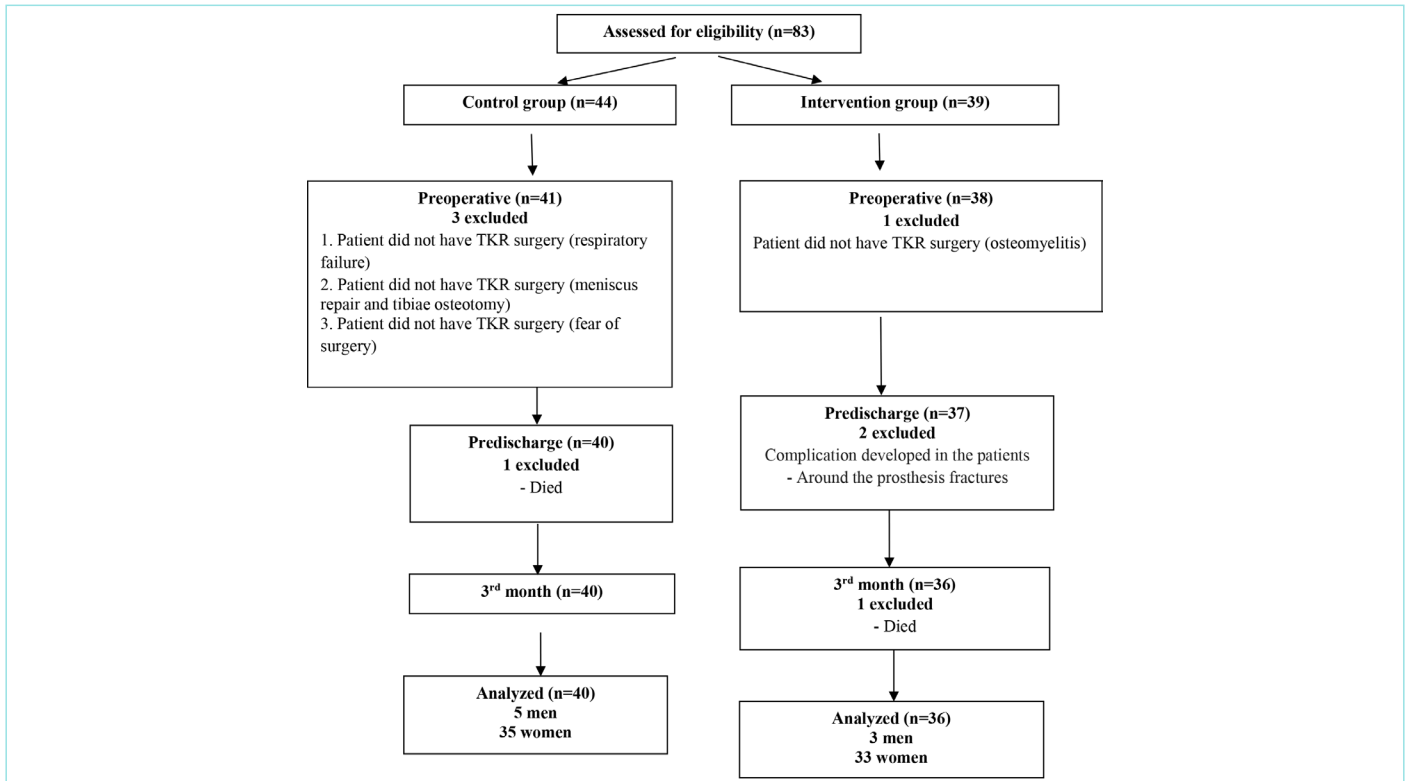 Assessed for eligibility (n=83)
Control group (n=44)
Intervention group (n=39)
Preoperative (n=41)
3 excluded
1. Patient did not have TKR surgery (respiratory
failure)
2. Patient did not have TKR surgery (meniscus
repair and tibiae osteotomy)
3. Patient did not have TKR surgery (fear of
surgery)
Preoperative (n=38)
1 excluded
Patient did not have TKR surgery (osteomyelitis)
Predischarge (n=40)
1 excluded
- Died
Predischarge (n=37)
2 excluded
Complication developed in the patients
- Around the prosthesis fractures
3rd month (n=40)
3rd month (n=36)
1 excluded
- Died
Analyzed (n=40)
5 men
35 women
Analyzed (n=36)
3 men
33 women